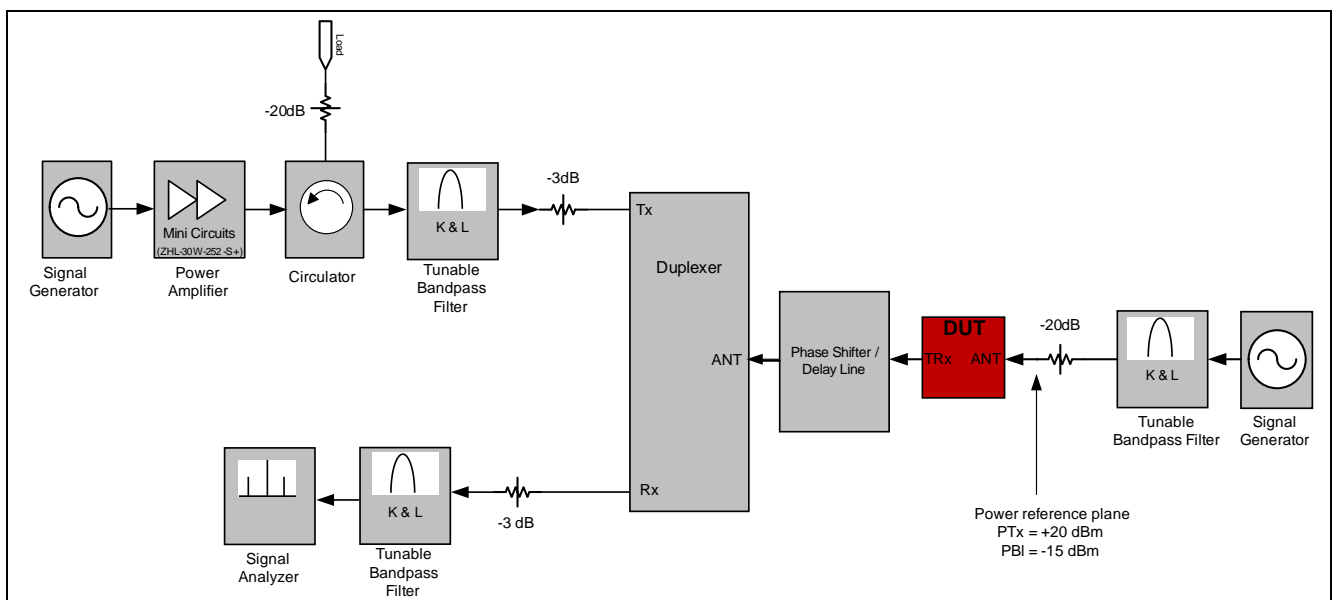 Load
-20dB
Mini Circuits
(ZHL-30W-252 -S+)
Signal
Generator
Power
Amplifier
Circulator
K & L
Tunable
Bandpass
Filter
-3dB
Tx
Duplexer
ANT
Rx
Phase Shifter /
Delay Line
DUT
TRx
ANT
-20dB
K & L
Tunable
Bandpass Filter
Signal
Generator
Power reference plane
PTx = +20 dBm
PBI = -15 dBm
-3 dB
K & L
Tunable
Bandpass
Filter
Signal
Analyzer